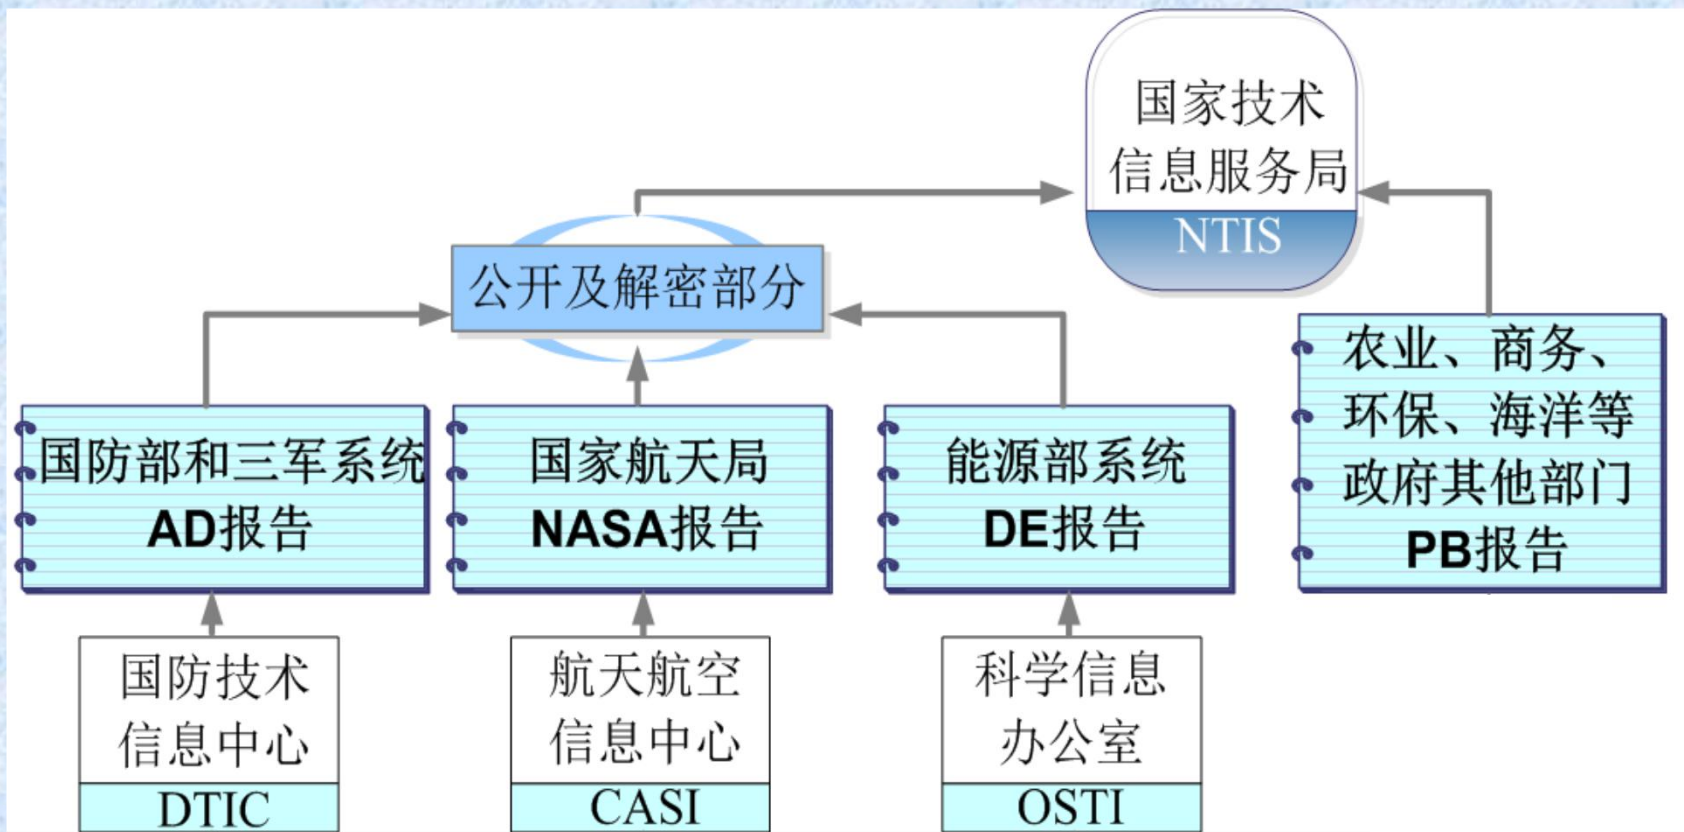 国家技术
信息服务局
NTIS
公开及解密部分
农业、商务、
环保、海洋等
政府其他部门
PB报告
国防部和三军系统
AD报告
国家航天局
NASA报告
能源部系统
DE报告
国防技术
信息中心
DTIC
航天航空
信息中心
CASI
科学信息
办公室
OSTI